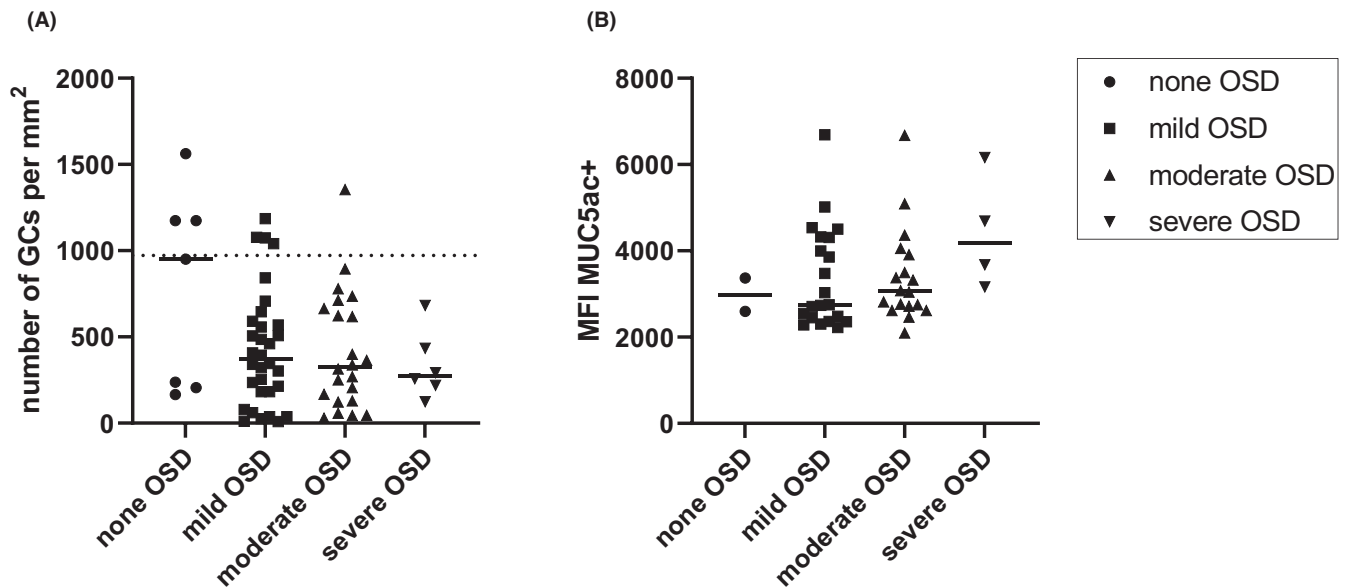 (A)
number of GCs per mm²
2000
1500
1000
500
0
none OSD
mild OSD
moderate OSD
severe OSD
(B)
MFI MUC5ac+
8000
6000
4000
2000
0
none OSD
mild OSD
moderate OSD
severe OSD
none OSD
mild OSD
moderate OSD
severe OSD